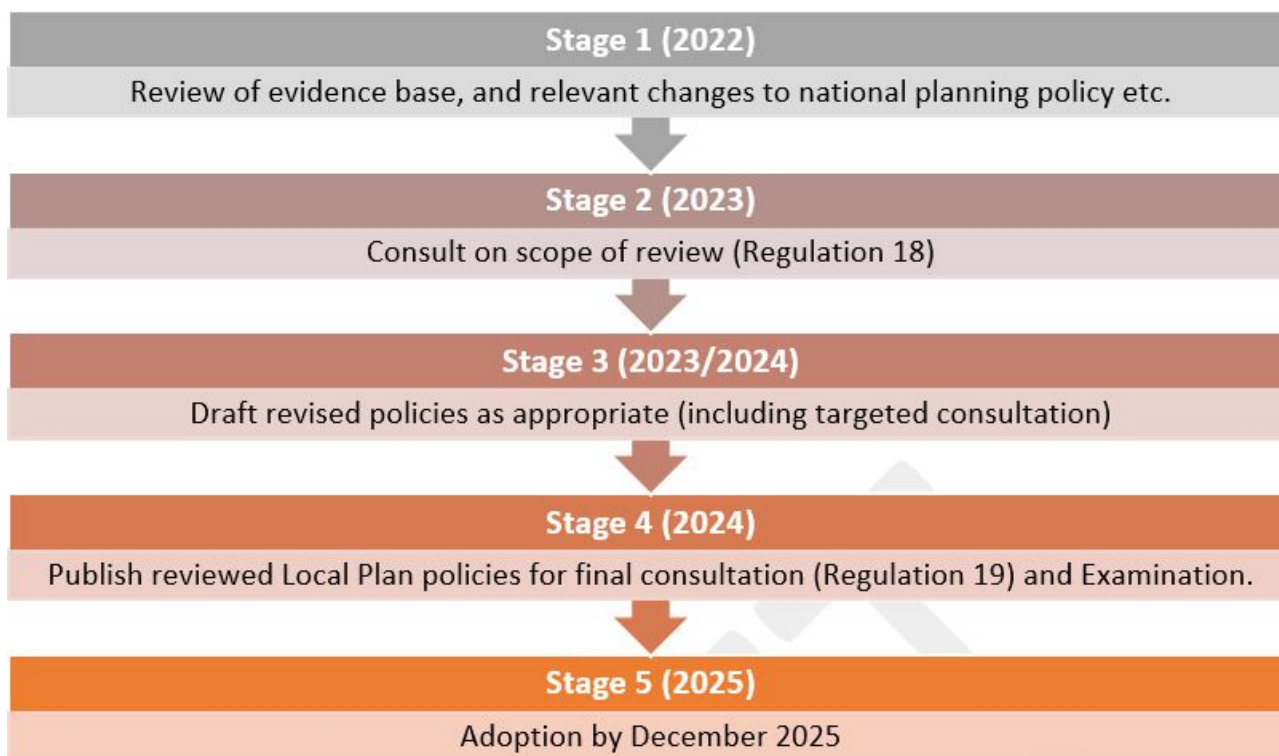 Stage 1 (2022)
Review of evidence base, and relevant changes to national planning policy etc.
Stage 2 (2023)
Consult on scope of review (Regulation 18)
Stage 3 (2023/2024)
Draft revised policies as appropriate (including targeted consultation)
Stage 4 (2024)
Publish reviewed Local Plan policies for final consultation (Regulation 19) and Examination.
Stage 5 (2025)
Adoption by December 2025